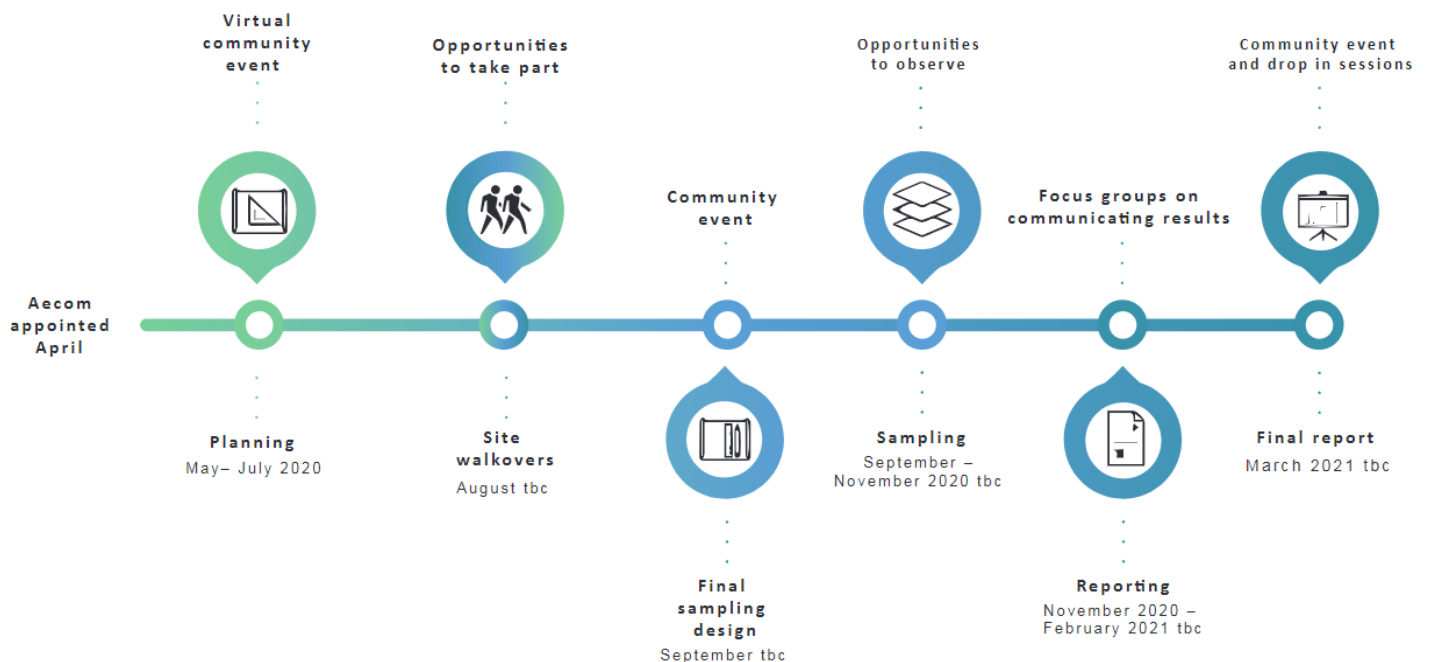 Virtual
community
event
Opportunities
to take part
Opportunities
to observe
Community event
and drop in sessions
Community
event
Focus groups on
communicating results
Aecom
appointed
April
Planning
May– July 2020
Site
walkovers
August tbc
Sampling
September –
November 2020 tbc
Final report
March 2021 tbc
Final
sampling
design
September tbc
Reporting
November 2020 –
February 2021 tbc